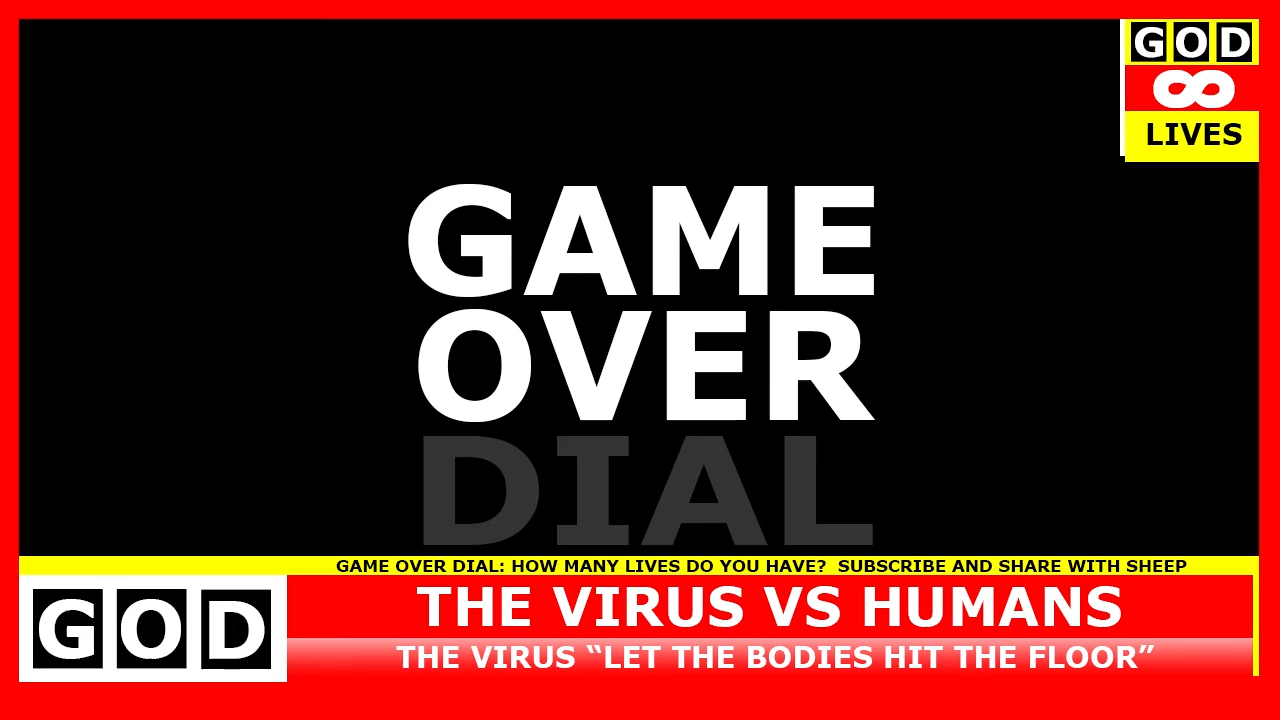 GOD
∞
LIVES
GAME
OVER
DIAL
GAME OVER DIAL: HOW MANY LIVES DO YOU HAVE? SUBSCRIBE AND SHARE WITH SHEEP
GOD
THE VIRUS VS HUMANS
THE VIRUS “LET THE BODIES HIT THE FLOOR”